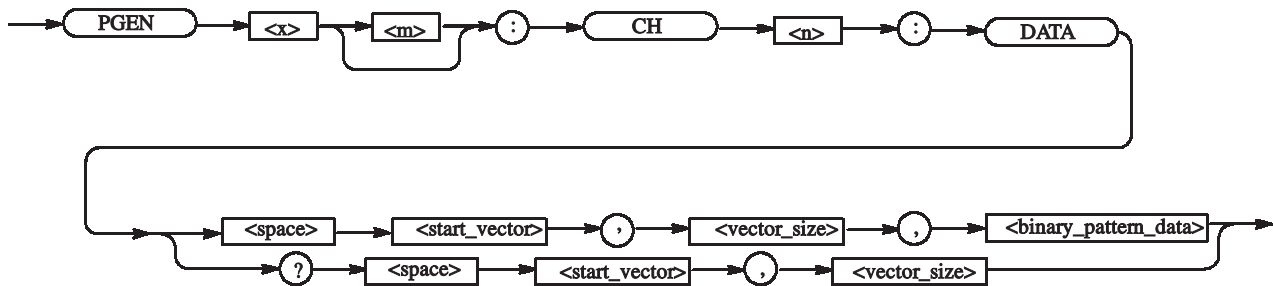 PGEN <x> <m> : CH <n> : DATA
<space> <start_vector> , <vector_size> , <binary_pattern_data>
? <space> <start_vector> , <vector_size>